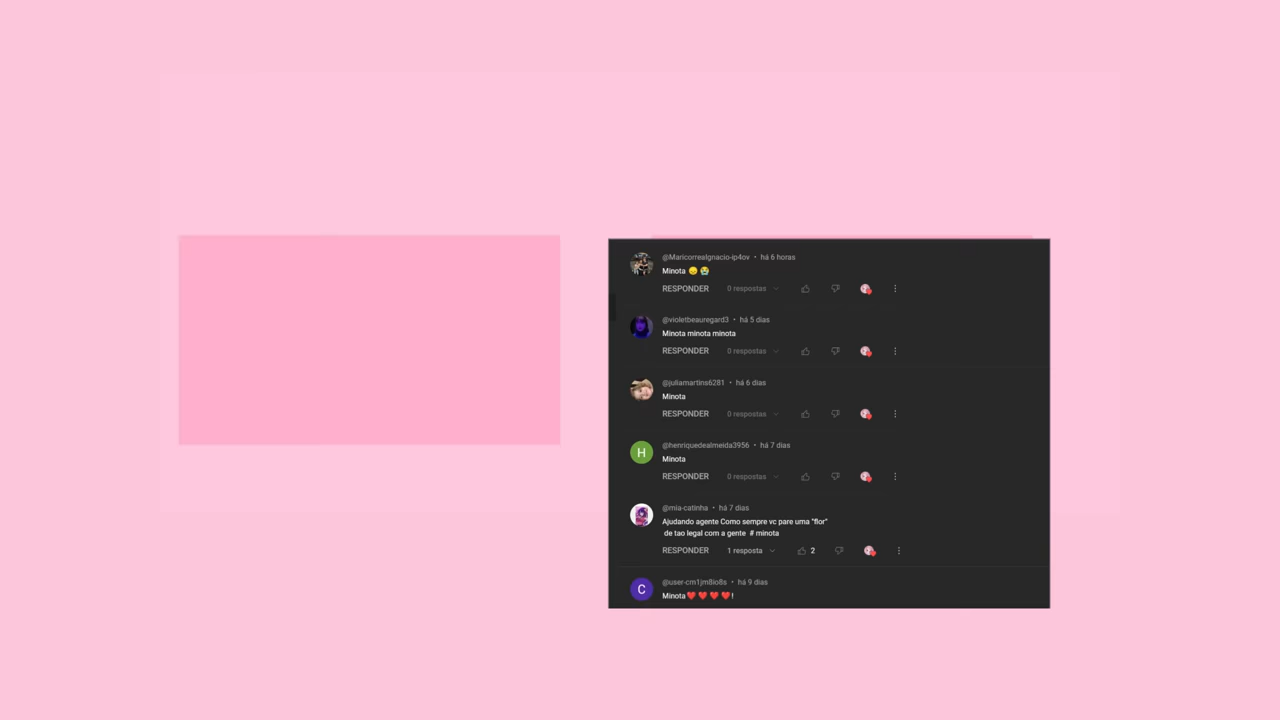 @MaricorreaIgnacio-ip4ov • há 6 horas
Minota 😞 😭
RESPONDER 0 respostas
@violetbeauregard3 • há 5 dias
Minota minota minota
RESPONDER 0 respostas
@juliamartins6281 • há 6 dias
Minota
RESPONDER 0 respostas
H
@henriquedealmeida3956 • há 7 dias
Minota
RESPONDER 0 respostas
@mia-catinha • há 7 dias
Ajudando agente Como sempre vc pare uma "flor"
de tao legal com a gente # minota
RESPONDER 1 resposta 2
C
@user-cm1jm8io8s • há 9 dias
Minota❤️ ❤️ ❤️ ❤️!